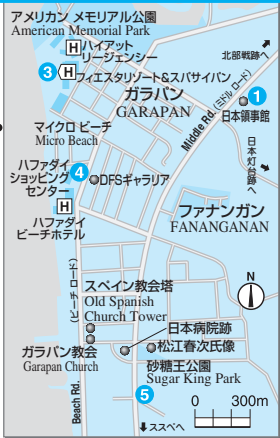 アメリカン メモリアル公園
American Memorial Park
H ハイアット
リージェンシー
北部戦跡へ
3 H フィエスタリゾート&スパサイパン
1
ガラパン
GARAPAN
日本領事館
Middle Rd.(ミドル ロード)
マイクロ ビーチ
Micro Beach
日本灯台跡へ
ハファダイ
ショッピング
センター
4 DFSギャラリア
H
ハファダイ
ビーチホテル
ファナンガン
FANANGANAN
N
スペイン教会塔
Old Spanish
Church Tower
日本病院跡
ガラパン教会
Garapan Church
松江春次氏像
砂糖王公園
Sugar King Park
Beach Rd.(ビーチ ロード)
5
0 300m
ススペへ